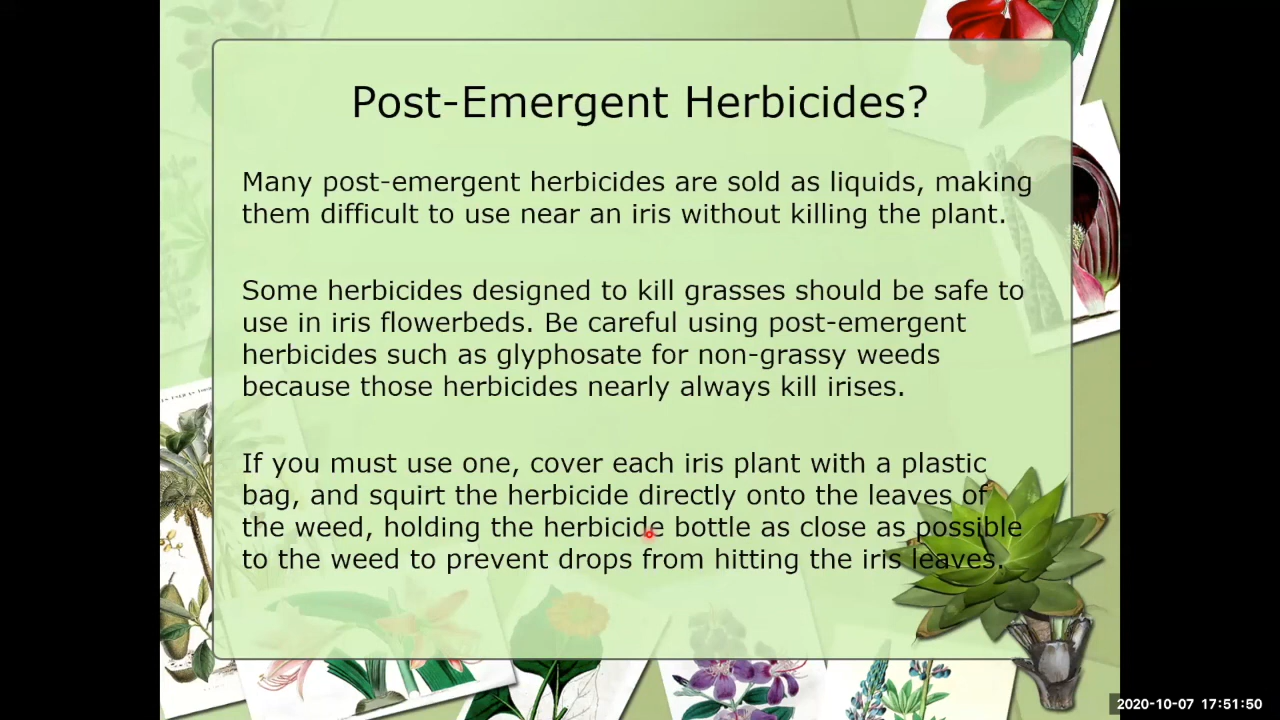 Post-Emergent Herbicides?
Many post-emergent herbicides are sold as liquids, making
them difficult to use near an iris without killing the plant.
Some herbicides designed to kill grasses should be safe to
use in iris flowerbeds. Be careful using post-emergent
herbicides such as glyphosate for non-grassy weeds
because those herbicides nearly always kill irises.
If you must use one, cover each iris plant with a plastic
bag, and squirt the herbicide directly onto the leaves of
the weed, holding the herbicide bottle as close as possible
to the weed to prevent drops from hitting the iris leaves.
2020-10-07 17:51:50